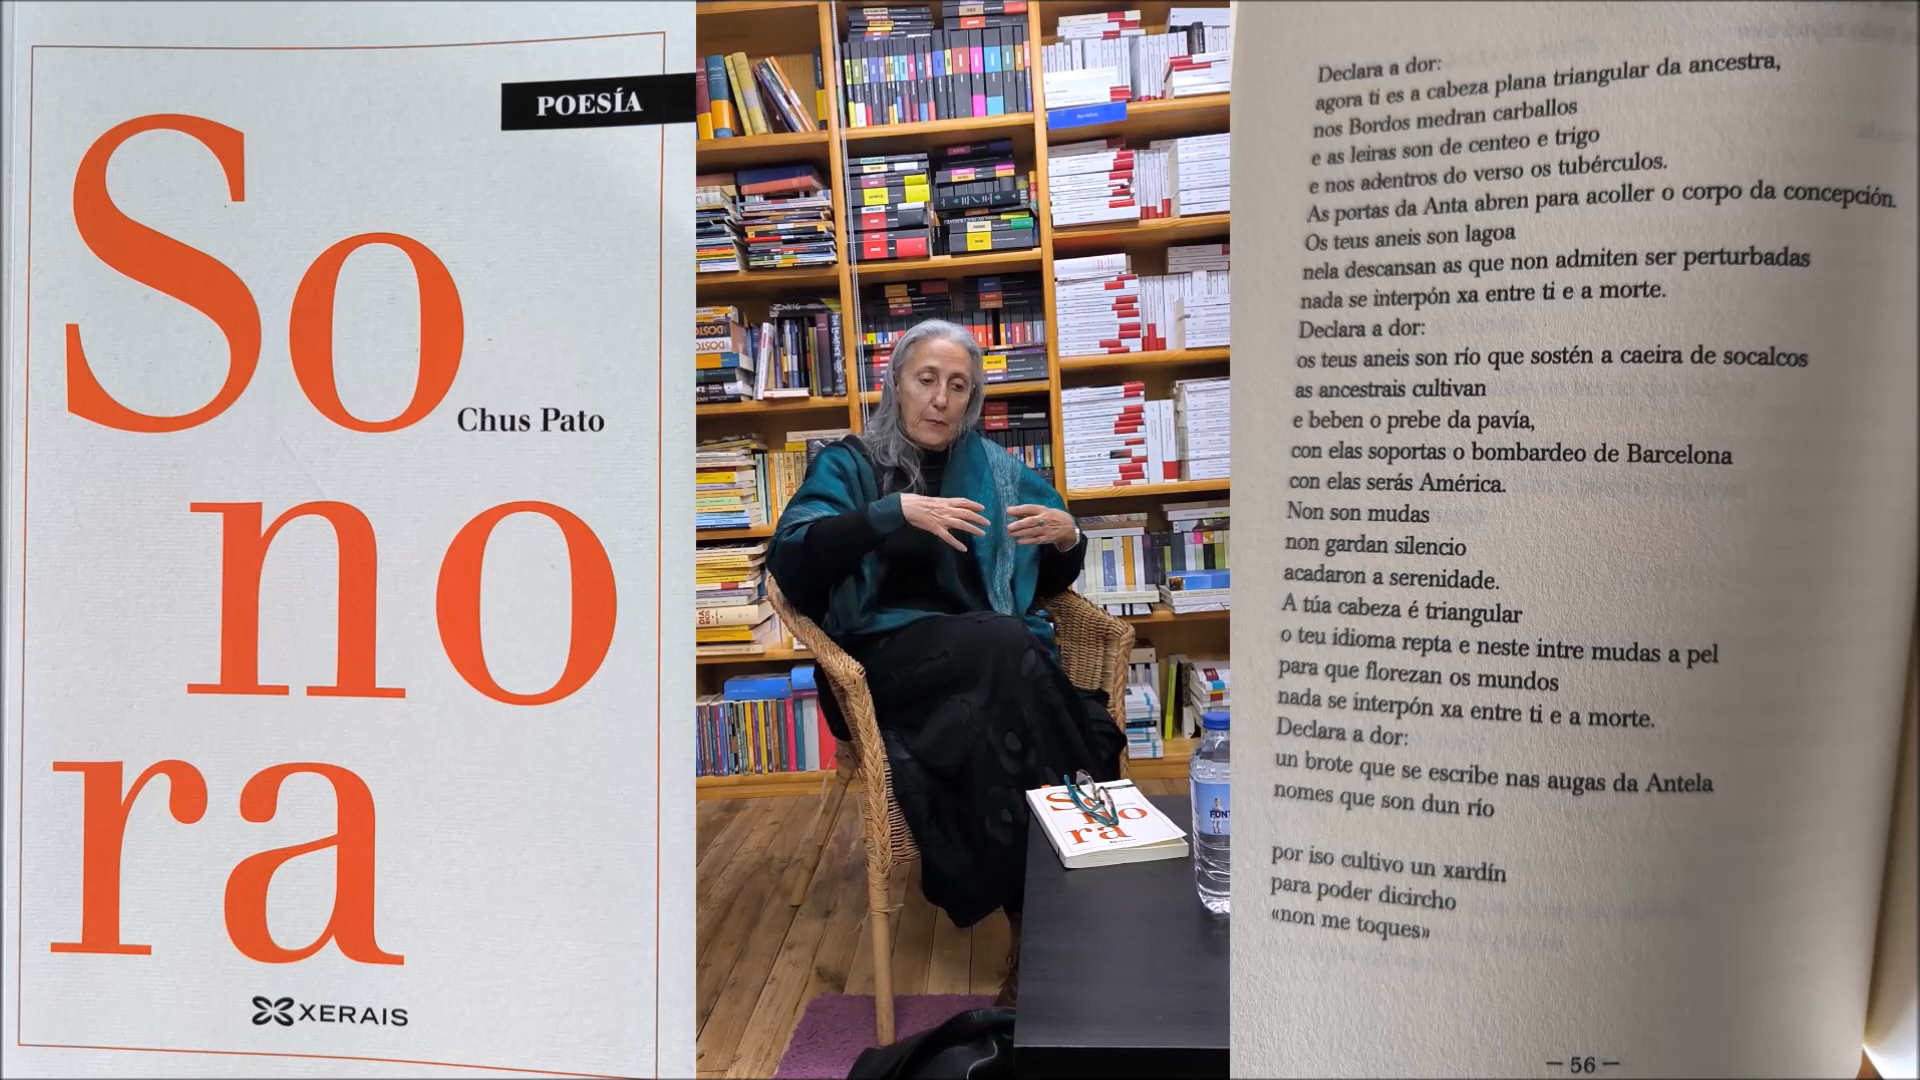 POESÍA
So
Chus Pato
no
ra
XERAIS
So
no
ra
FONT
Declara a dor:
agora ti es a cabeza plana triangular da ancestra,
nos Bordos medran carballos
e as leiras son de centeo e trigo
e nos adentros do verso os tubérculos.
As portas da Anta abren para acoller o corpo da concepción.
Os teus aneis son lagoa
nela descansan as que non admiten ser perturbadas
nada se interpón xa entre ti e a morte.
Declara a dor:
os teus aneis son río que sostén a caeira de socalcos
as ancestrais cultivan
e beben o prebe da pavía,
con elas soportas o bombardeo de Barcelona
con elas serás América.
Non son mudas
non gardan silencio
acadaron a serenidade.
A túa cabeza é triangular
o teu idioma repta e neste intre mudas a pel
para que florezan os mundos
nada se interpón xa entre ti e a morte.
Declara a dor:
un brote que se escribe nas augas da Antela
nomes que son dun río
por iso cultivo un xardín
para poder dicircho
«non me toques»
— 56 —